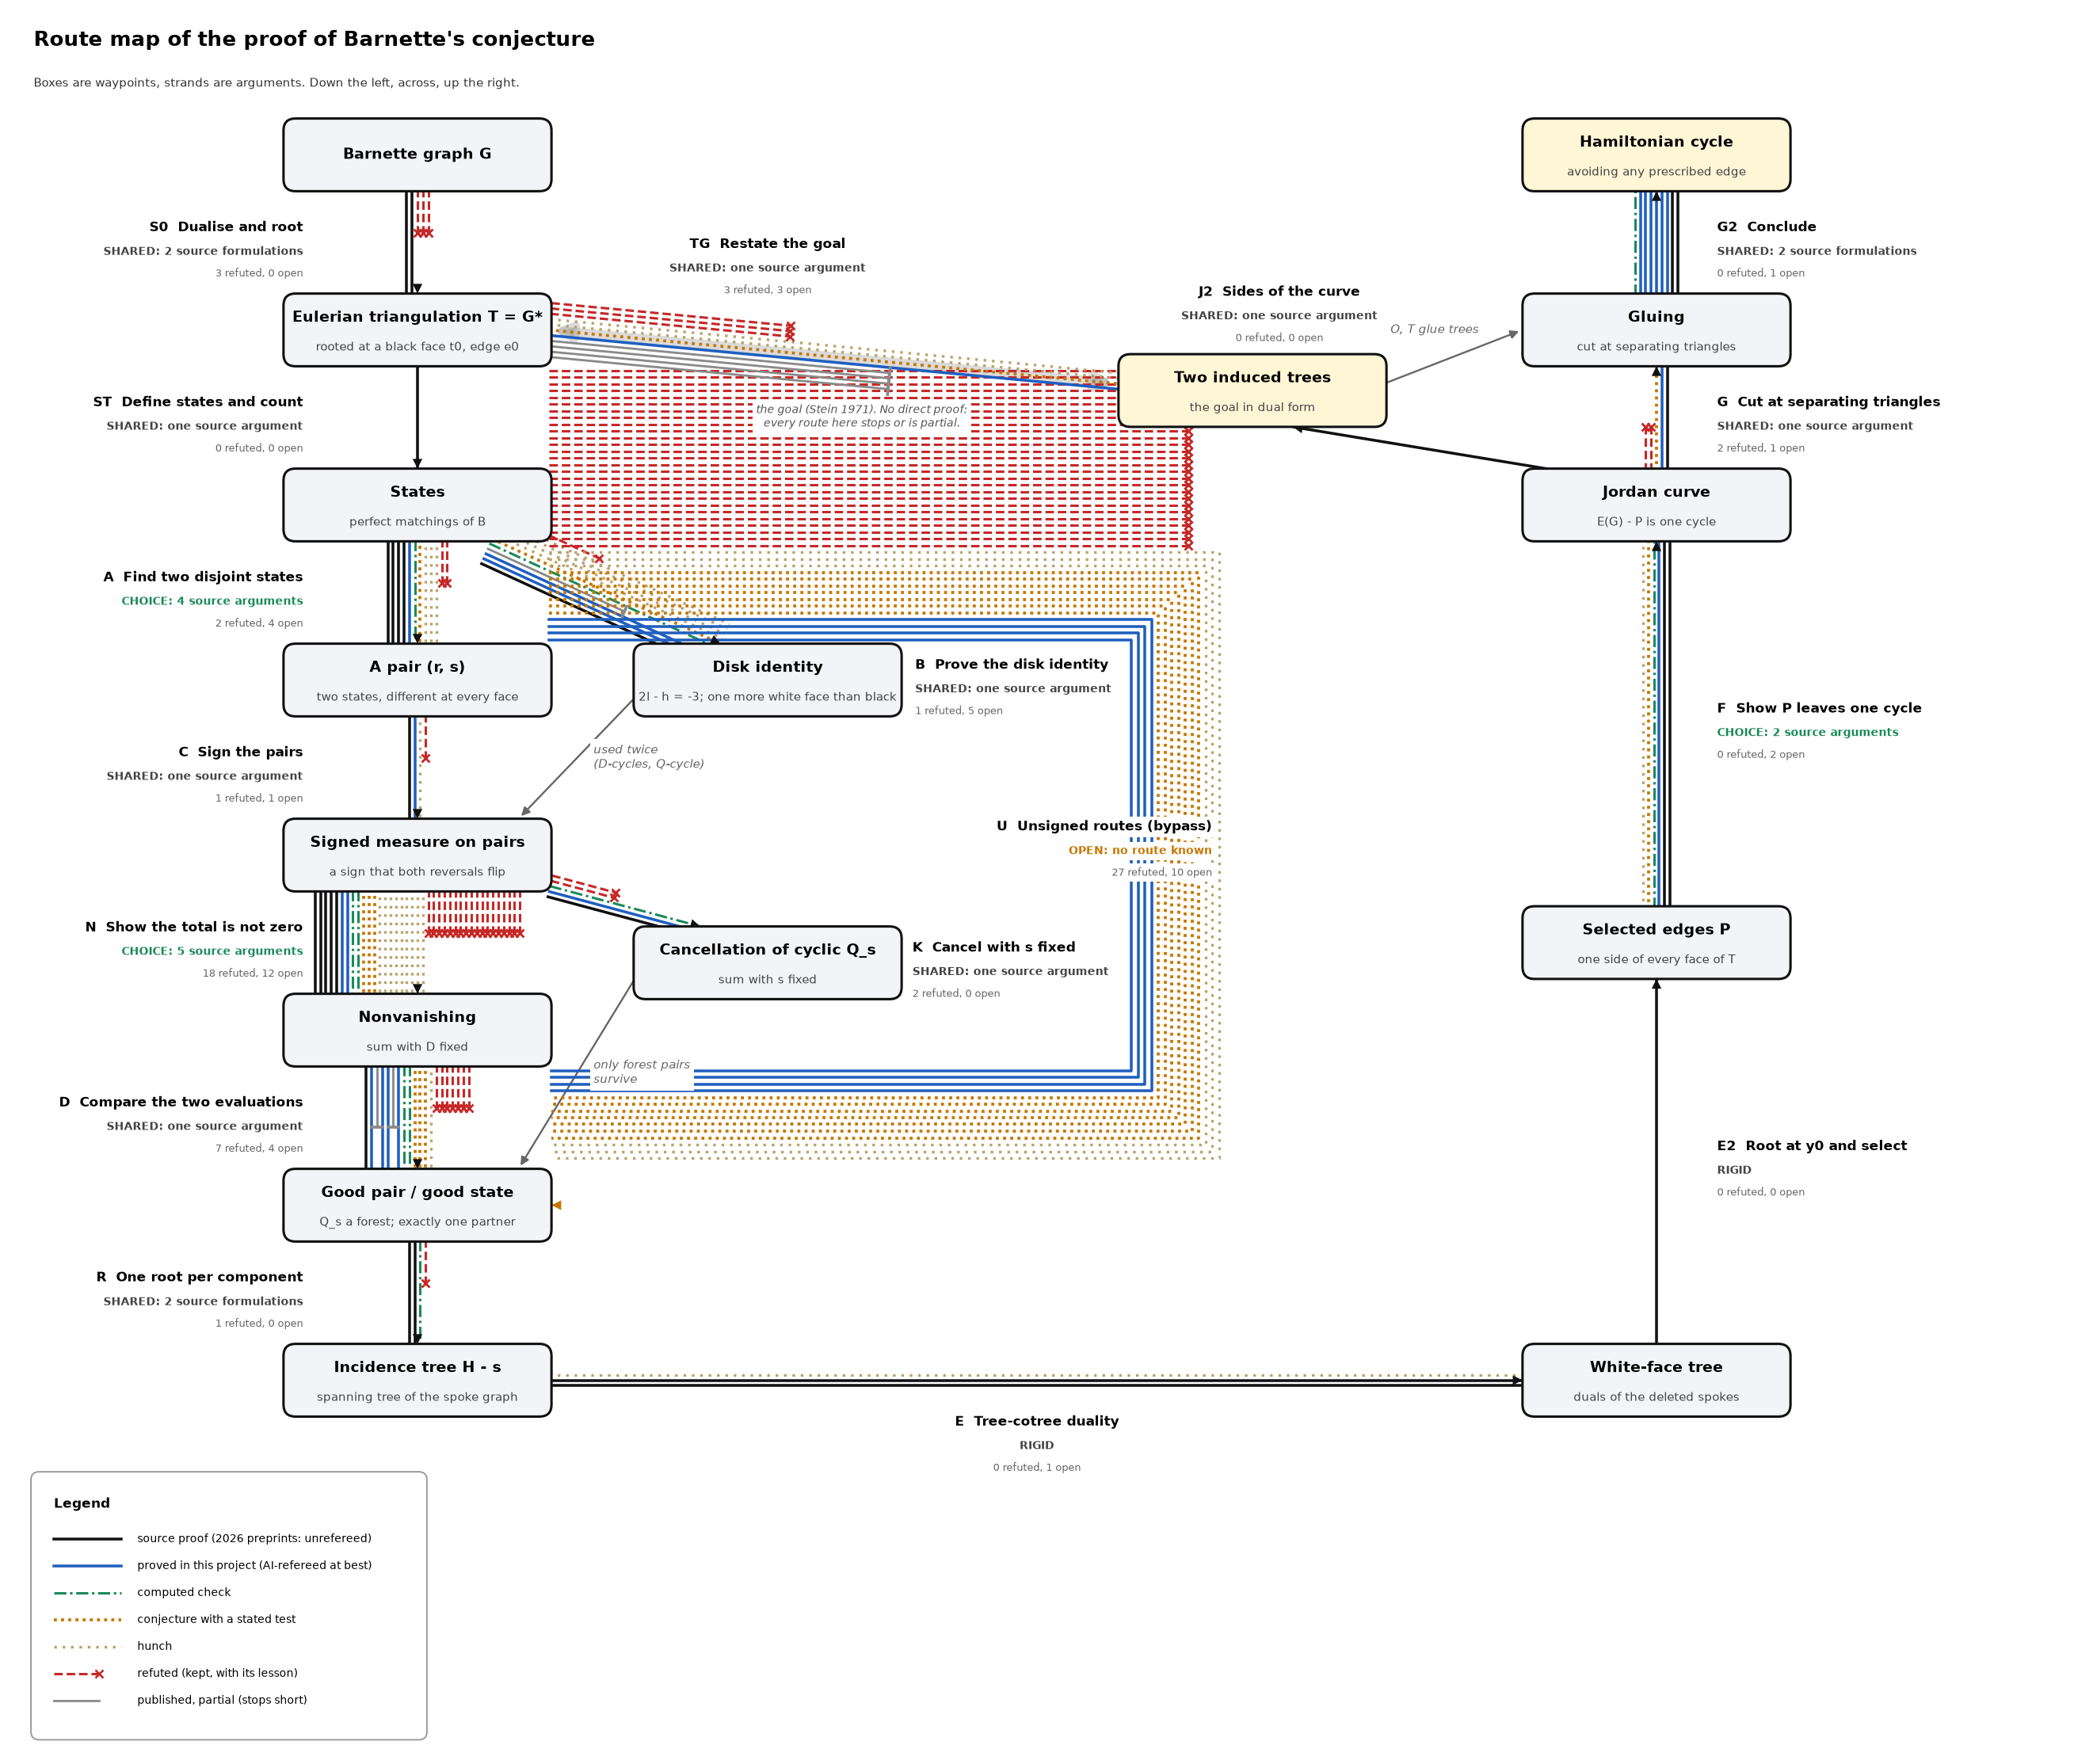 Route map of the proof of Barnette's conjecture
Boxes are waypoints, strands are arguments. Down the left, across, up the right.
Barnette graph G
Hamiltonian cycle
avoiding any prescribed edge
S0 Dualise and root
SHARED: 2 source formulations
3 refuted, 0 open
TG Restate the goal
SHARED: one source argument
3 refuted, 3 open
G2 Conclude
SHARED: 2 source formulations
0 refuted, 1 open
J2 Sides of the curve
SHARED: one source argument
0 refuted, 0 open
O, T glue trees
Eulerian triangulation T = G*
rooted at a black face t0, edge e0
Gluing
cut at separating triangles
Two induced trees
the goal in dual form
the goal (Stein 1971). No direct proof:
every route here stops or is partial.
ST Define states and count
SHARED: one source argument
0 refuted, 0 open
G Cut at separating triangles
SHARED: one source argument
2 refuted, 1 open
States
perfect matchings of B
Jordan curve
E(G) - P is one cycle
A Find two disjoint states
CHOICE: 4 source arguments
2 refuted, 4 open
A pair (r, s)
two states, different at every face
Disk identity
2I - h = -3; one more white face than black
B Prove the disk identity
SHARED: one source argument
1 refuted, 5 open
F Show P leaves one cycle
CHOICE: 2 source arguments
0 refuted, 2 open
C Sign the pairs
SHARED: one source argument
1 refuted, 1 open
used twice
(D-cycles, Q-cycle)
Signed measure on pairs
a sign that both reversals flip
U Unsigned routes (bypass)
OPEN: no route known
27 refuted, 10 open
N Show the total is not zero
CHOICE: 5 source arguments
18 refuted, 12 open
Cancellation of cyclic Q_s
sum with s fixed
K Cancel with s fixed
SHARED: one source argument
2 refuted, 0 open
Selected edges P
one side of every face of T
Nonvanishing
sum with D fixed
only forest pairs
survive
D Compare the two evaluations
SHARED: one source argument
7 refuted, 4 open
E2 Root at y0 and select
RIGID
0 refuted, 0 open
Good pair / good state
Q_s a forest; exactly one partner
R One root per component
SHARED: 2 source formulations
1 refuted, 0 open
Incidence tree H - s
spanning tree of the spoke graph
White-face tree
duals of the deleted spokes
E Tree-cotree duality
RIGID
0 refuted, 1 open
Legend
source proof (2026 preprints: unrefereed)
proved in this project (AI-refereed at best)
computed check
conjecture with a stated test
hunch
refuted (kept, with its lesson)
published, partial (stops short)